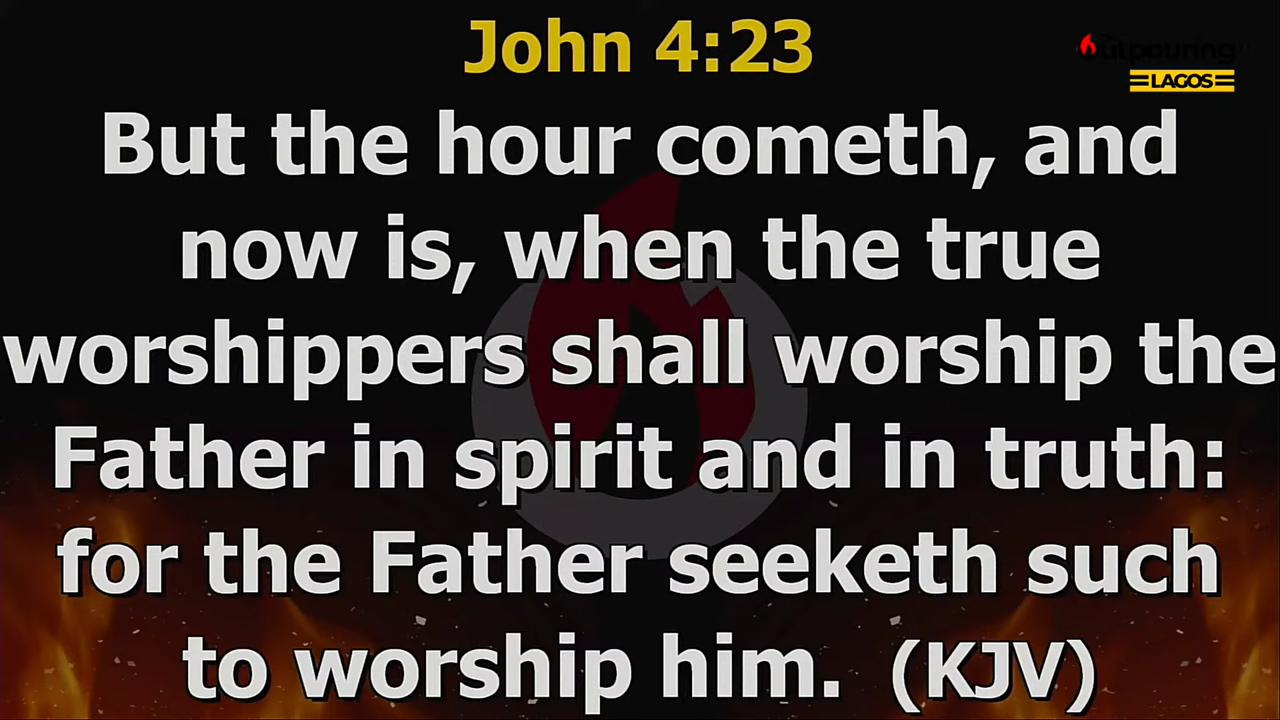 John 4:23
Outpouring
LAGOS
But the hour cometh, and
now is, when the true
worshippers shall worship the
Father in spirit and in truth:
for the Father seeketh such
to worship him. (KJV)